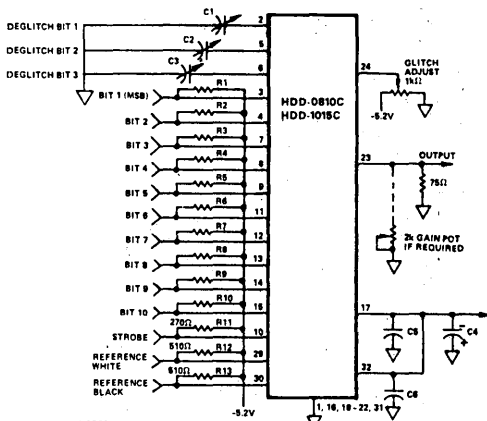 C1
2
DEGLITCH BIT 1
C2
5
DEGLITCH BIT 2
C3
6
DEGLITCH BIT 3
R1
3
BIT 1 (MSB)
R2
4
BIT 2
R3
7
BIT 3
R4
8
BIT 4
R5
9
BIT 5
R6
11
BIT 6
R7
12
BIT 7
R8
13
BIT 8
R9
14
BIT 9
R10
15
BIT 10
270Ω R11
10
STROBE
510Ω R12
29
REFERENCE
WHITE
510Ω R13
30
REFERENCE
BLACK
-5.2V
HDD-0810C
HDD-1015C
24
GLITCH
ADJUST
1kΩ
-5.2V
23
OUTPUT
75Ω
2k GAIN POT
IF REQUIRED
17
C5
C4
32
C6
1, 16, 18 - 22, 31